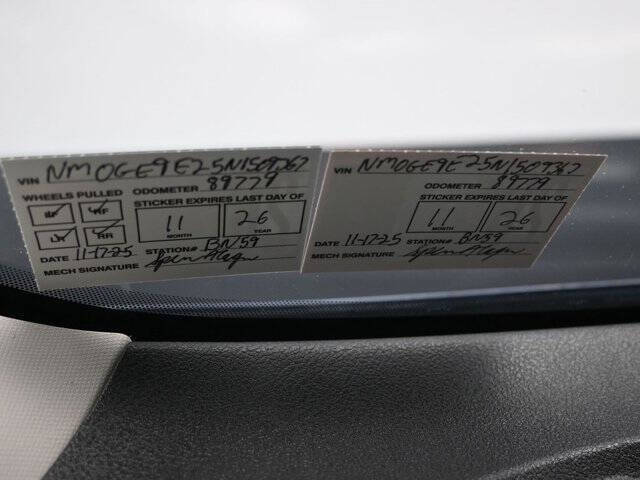 VIN NM0GE9E25N1509367
WHEELS PULLED ODOMETER 89779
STICKER EXPIRES LAST DAY OF
LF RF 11 26
MONTH YEAR
LR RR
DATE 11-17-25 STATION# BN59
MECH SIGNATURE
VIN NM0GE9E25N1509367
ODOMETER 89779
STICKER EXPIRES LAST DAY OF
11 26
MONTH YEAR
DATE 11-17-25 STATION# BN59
MECH SIGNATURE